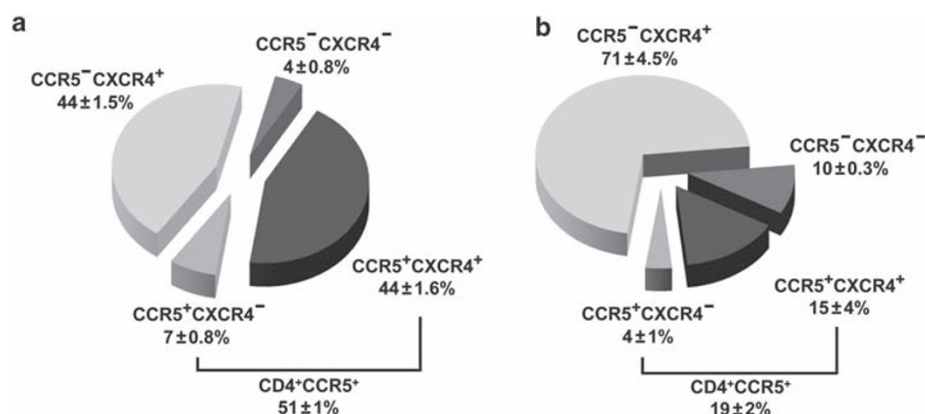 a
CCR5⁻CXCR4⁻
4±0.8%
CCR5⁻CXCR4⁺
44±1.5%
CCR5⁺CXCR4⁺
44±1.6%
CCR5⁺CXCR4⁻
7±0.8%
CD4⁺CCR5⁺
51±1%
b
CCR5⁻CXCR4⁺
71±4.5%
CCR5⁻CXCR4⁻
10±0.3%
CCR5⁺CXCR4⁺
15±4%
CCR5⁺CXCR4⁻
4±1%
CD4⁺CCR5⁺
19±2%